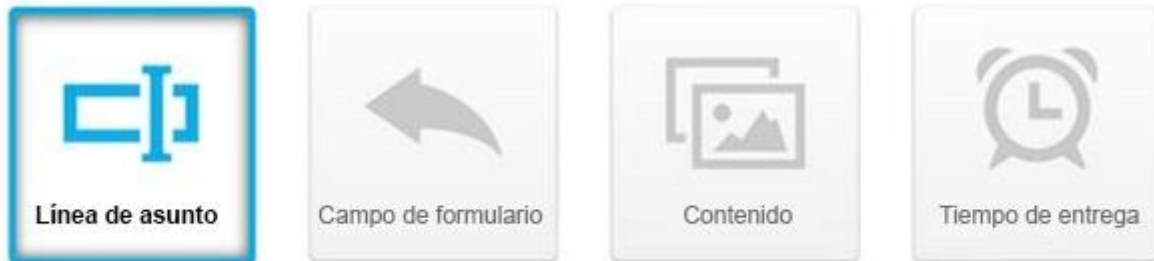 Línea de asunto
Campo de formulario
Contenido
Tiempo de entrega